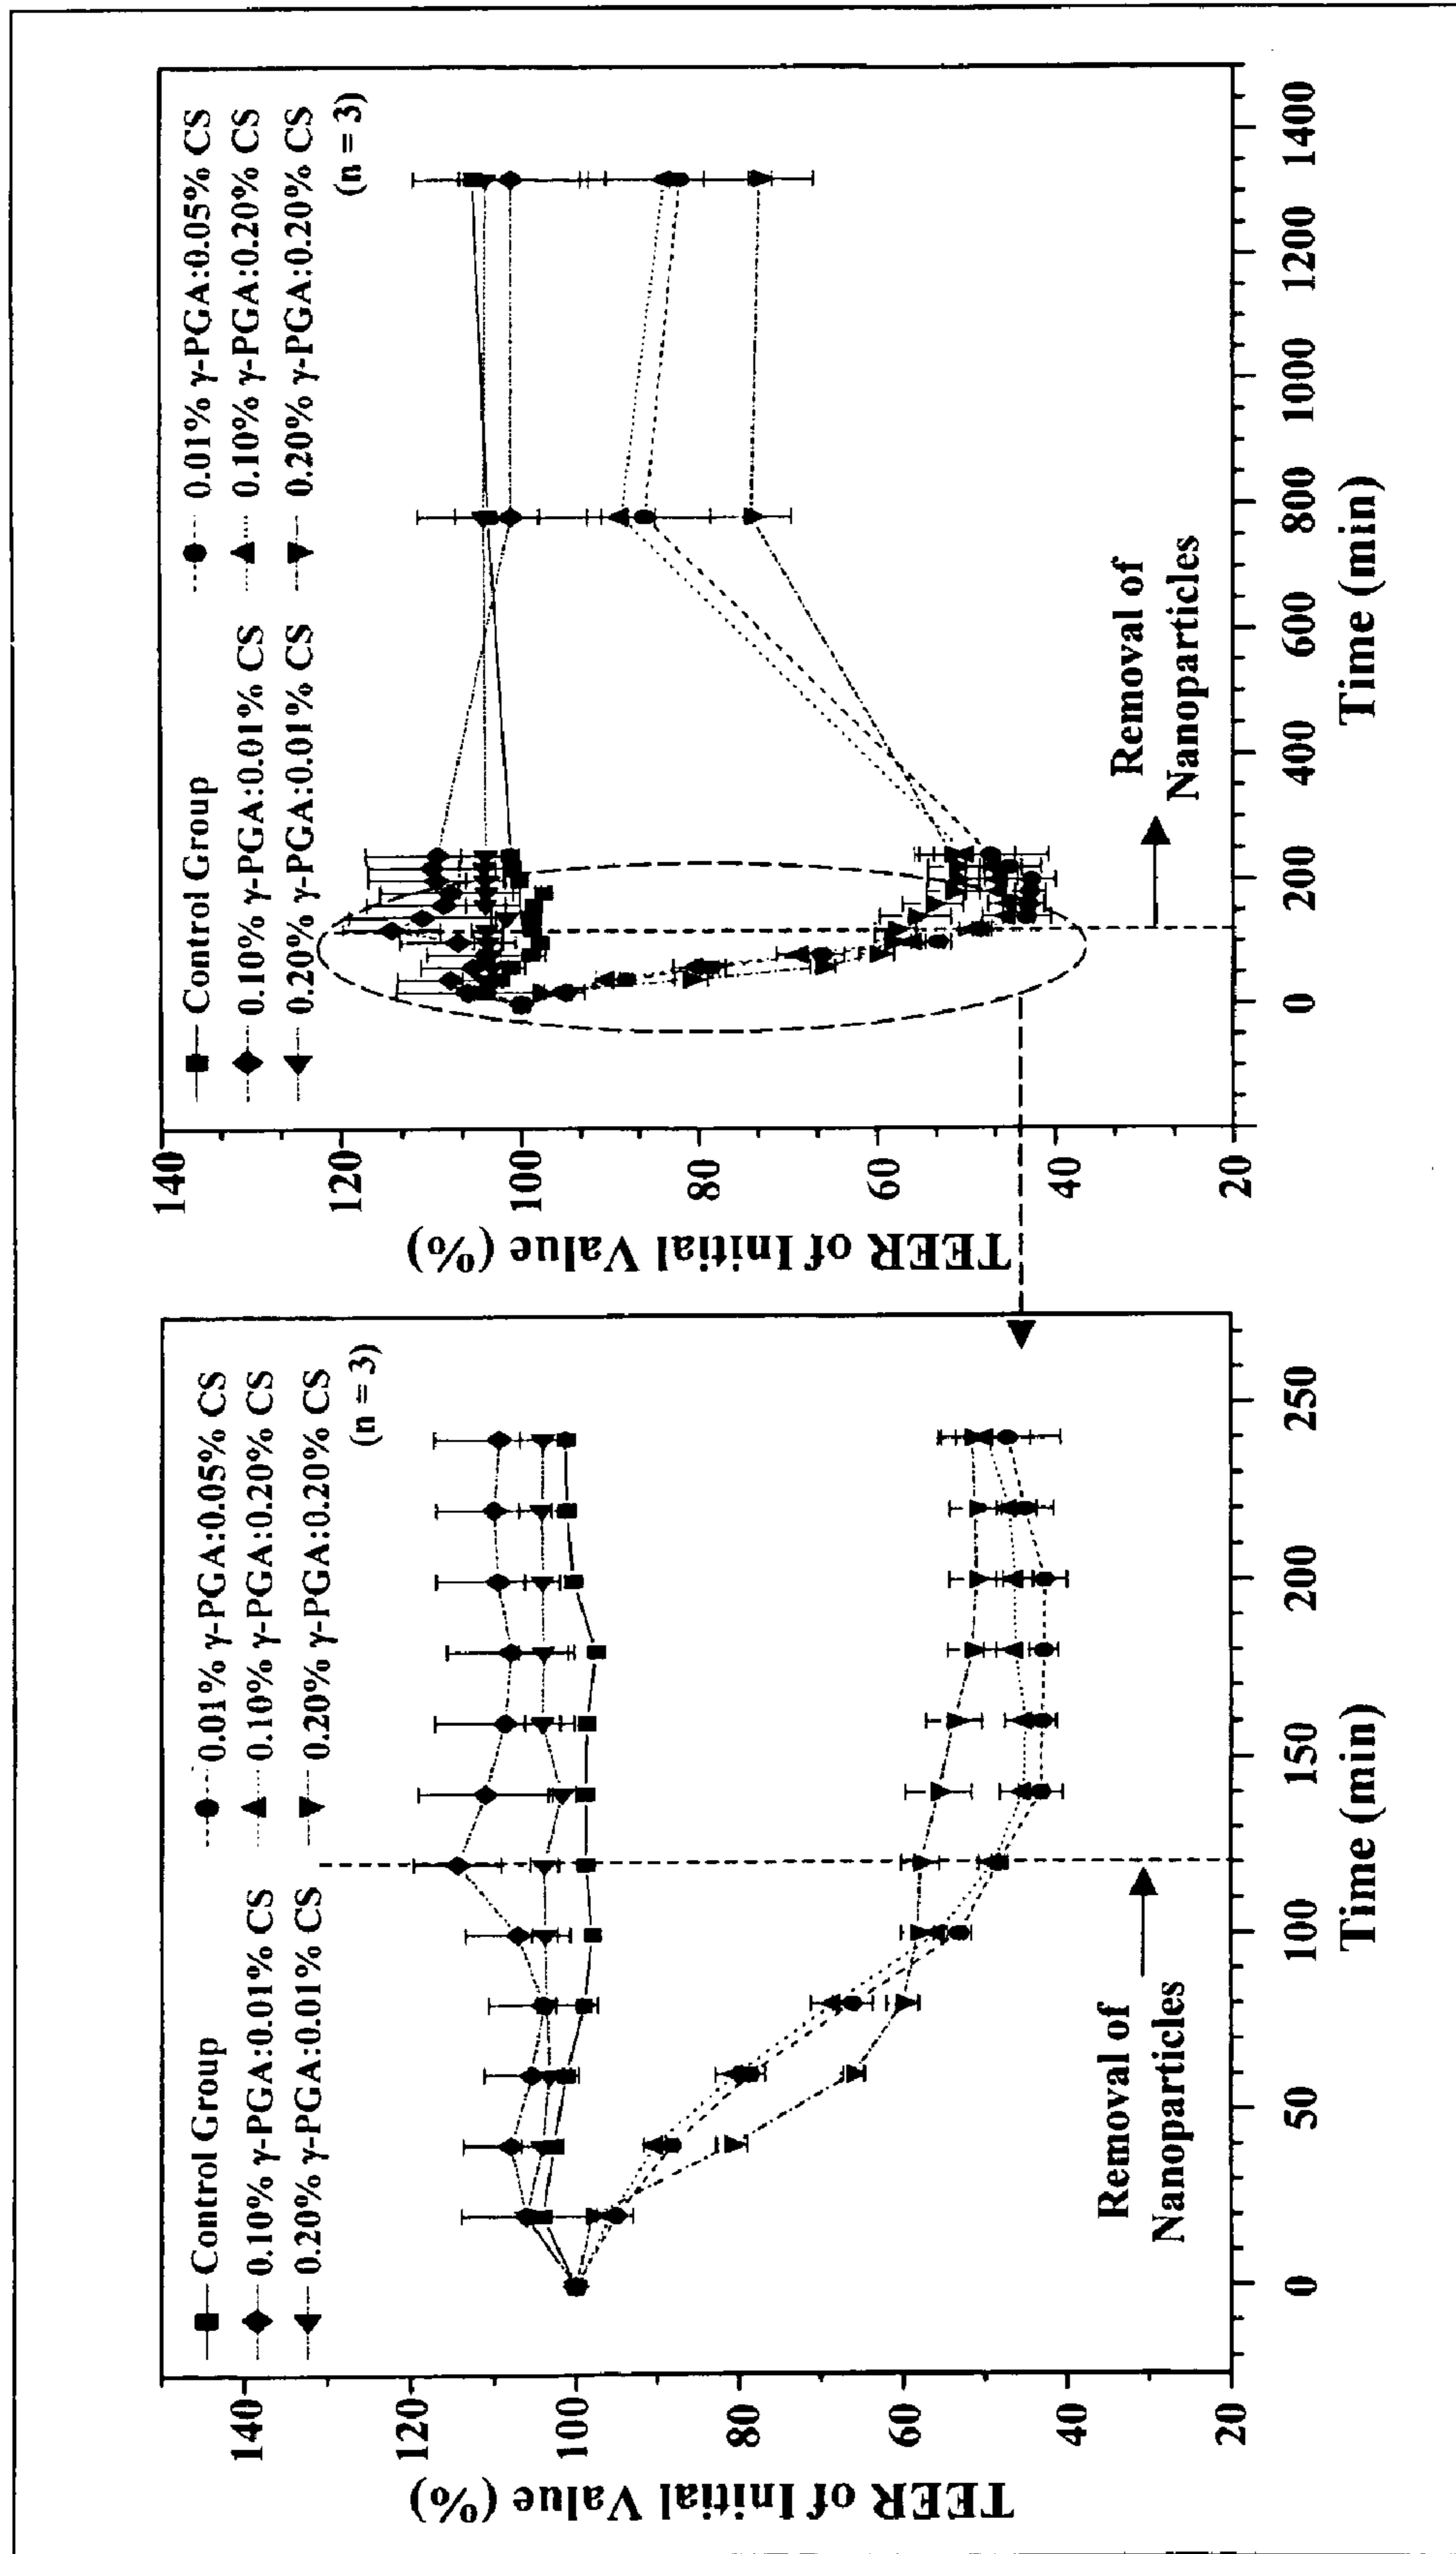 TEER of Initial Value (%)
140
120
100
80
60
40
20
Control Group
0.10% γ-PGA:0.01% CS
0.20% γ-PGA:0.01% CS
0.01% γ-PGA:0.05% CS
0.10% γ-PGA:0.20% CS
0.20% γ-PGA:0.20% CS
(n = 3)
Removal of
Nanoparticles
0
50
100
150
200
250
Time (min)
TEER of Initial Value (%)
140
120
100
80
60
40
20
Control Group
0.10% γ-PGA:0.01% CS
0.20% γ-PGA:0.01% CS
0.01% γ-PGA:0.05% CS
0.10% γ-PGA:0.20% CS
0.20% γ-PGA:0.20% CS
(n = 3)
Removal of
Nanoparticles
0
200
400
600
800
1000
1200
1400
Time (min)